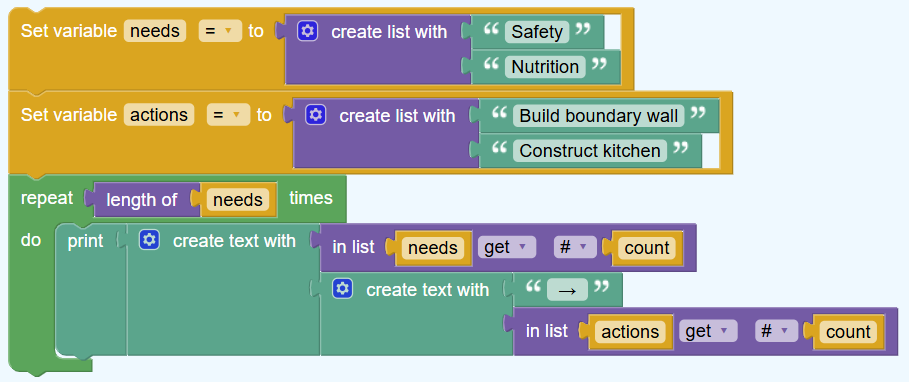 Set variable needs = to create list with “ Safety ”
“ Nutrition ”
Set variable actions = to create list with “ Build boundary wall ”
“ Construct kitchen ”
repeat length of needs times
do print create text with in list needs get # count
create text with “ → ”
in list actions get # count